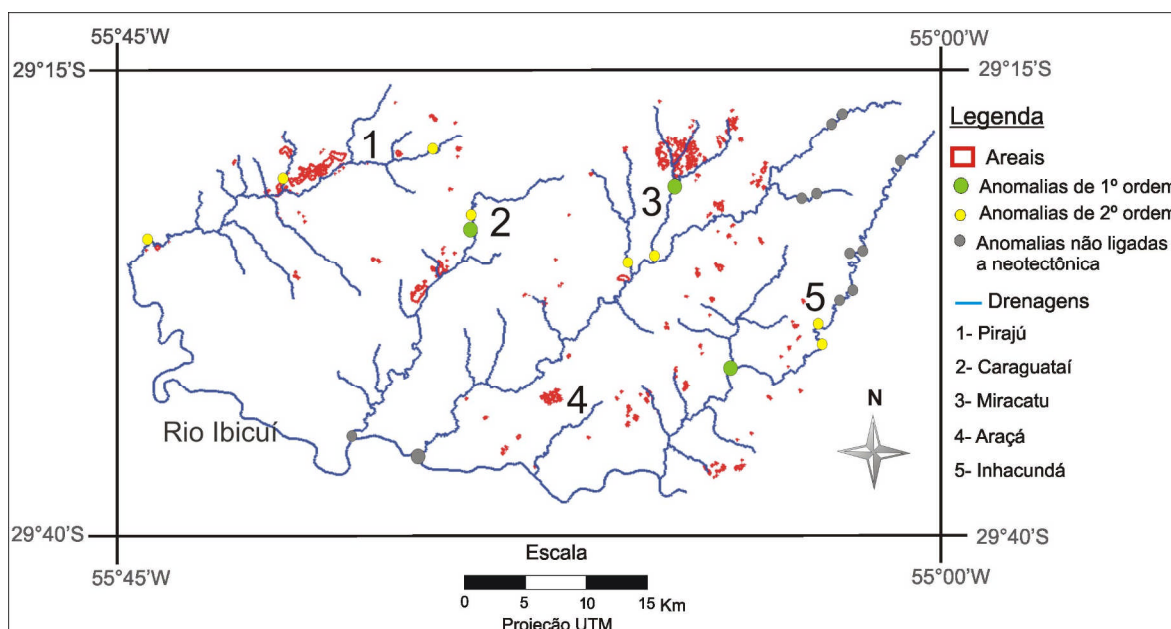 55°45'W
55°00'W
29°15'S
29°15'S
1
2
3
4
5
Rio Ibicuí
N
Legenda
Areais
Anomalias de 1º ordem
Anomalias de 2º ordem
Anomalias não ligadas
a neotectônica
Drenagens
1- Pirajú
2- Caraguataí
3- Miracatu
4- Araçá
5- Inhacundá
29°40'S
29°40'S
55°45'W
55°00'W
Escala
0 5 10 15 Km
Projeção UTM